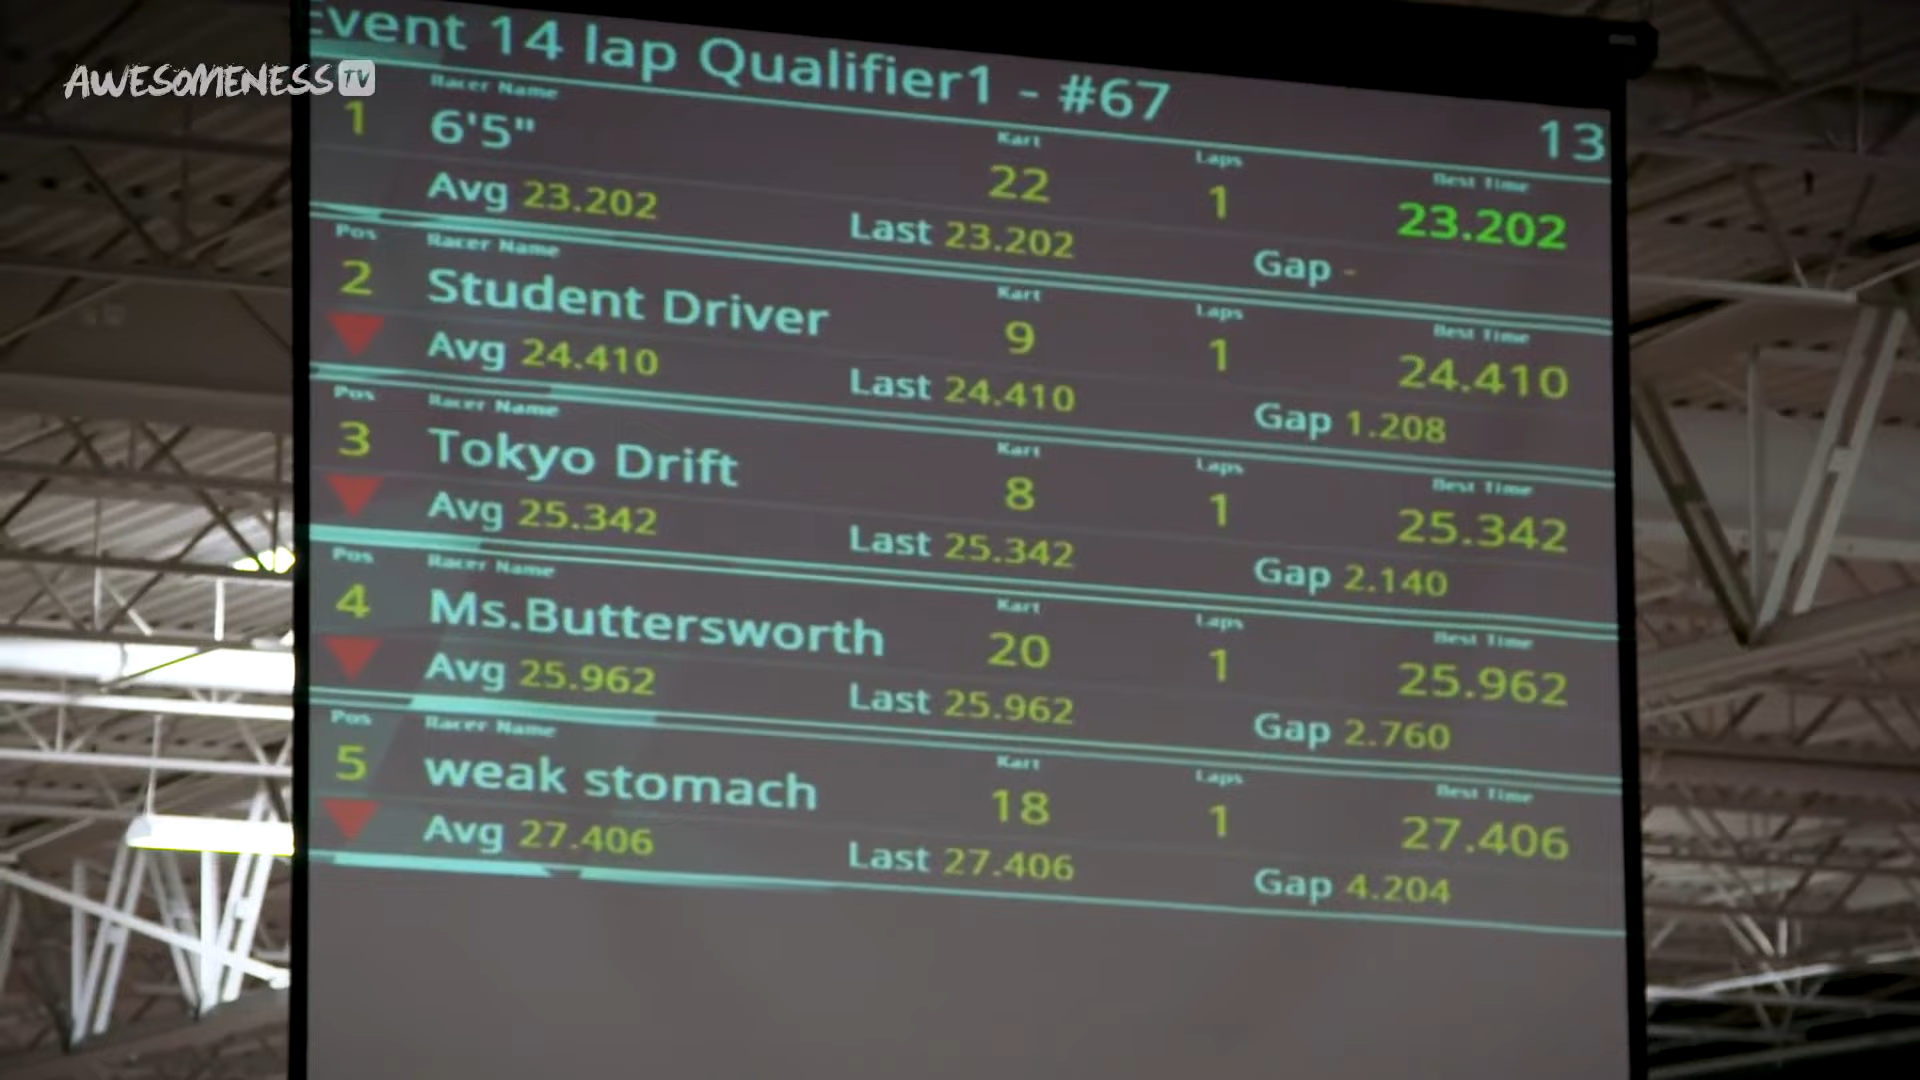 AWESOMENESS TV
Event 14 lap Qualifier1 - #67
13
Racer Name
Kart
Laps
Best Time
1
6'5"
22
1
23.202
Avg 23.202
Last 23.202
Gap -
Pos
Racer Name
Kart
Laps
Best Time
2
Student Driver
9
1
24.410
Avg 24.410
Last 24.410
Gap 1.208
Pos
Racer Name
Kart
Laps
Best Time
3
Tokyo Drift
8
1
25.342
Avg 25.342
Last 25.342
Gap 2.140
Pos
Racer Name
Kart
Laps
Best Time
4
Ms.Buttersworth
20
1
25.962
Avg 25.962
Last 25.962
Gap 2.760
Pos
Racer Name
Kart
Laps
Best Time
5
weak stomach
18
1
27.406
Avg 27.406
Last 27.406
Gap 4.204